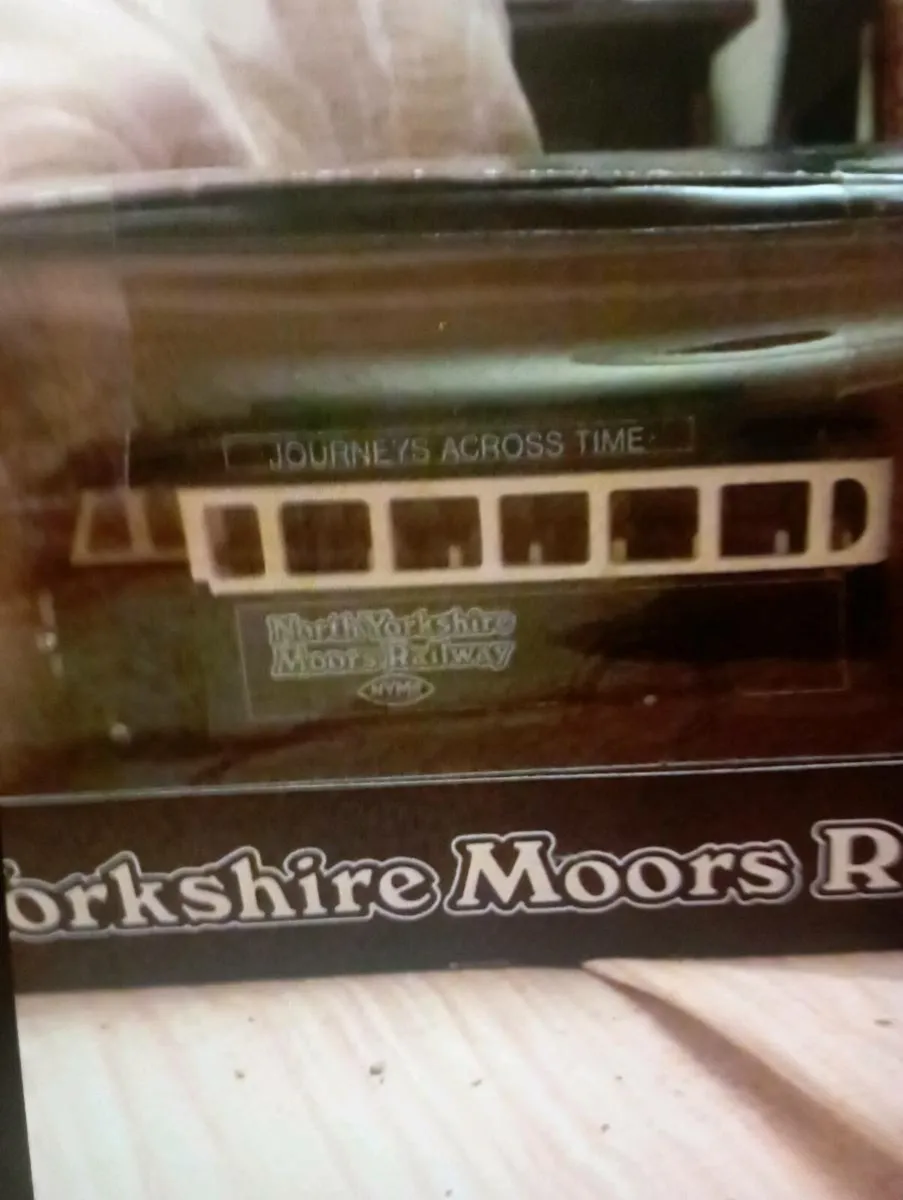 JOURNEYS ACROSS TIME
North Yorkshire
Moors Railway
NYMR
orkshire Moors R